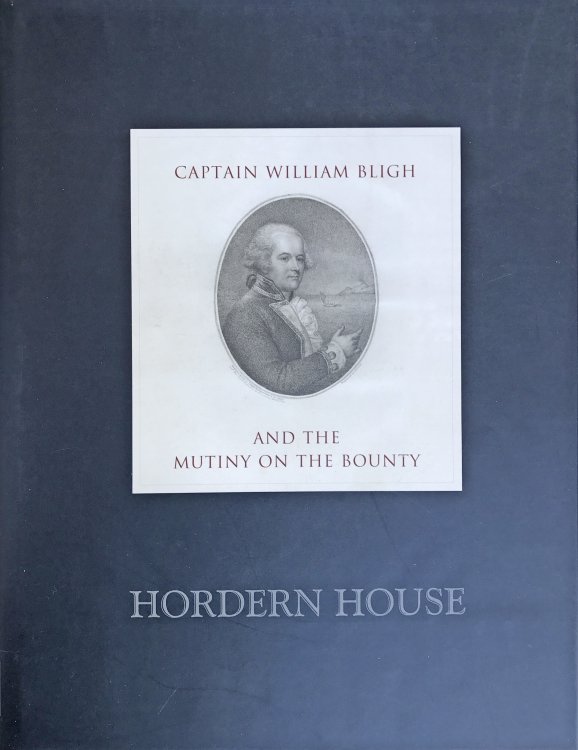 CAPTAIN WILLIAM BLIGH
AND THE
MUTINY ON THE BOUNTY
HORDERN HOUSE